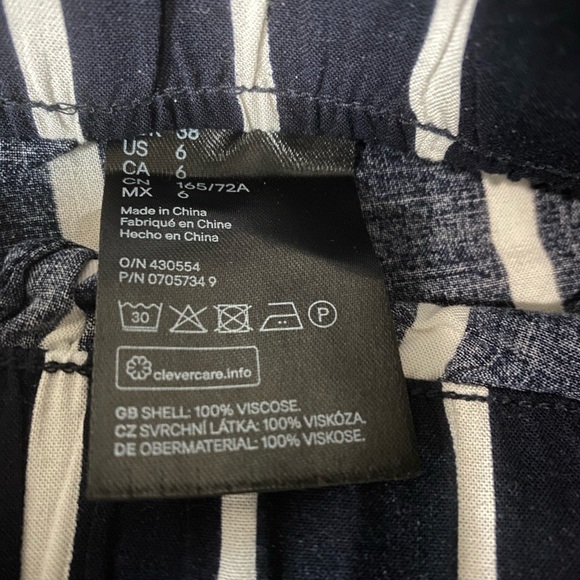 38
US 6
CA 6
CN 165/72A
MX 6
Made in China
Fabriqué en Chine
Hecho en China
O/N 430554
P/N 0705734 9
30 P
clevercare.info
GB SHELL: 100% VISCOSE.
CZ SVRCHNÍ LÁTKA: 100% VISKÓZA.
DE OBERMATERIAL: 100% VISKOSE.